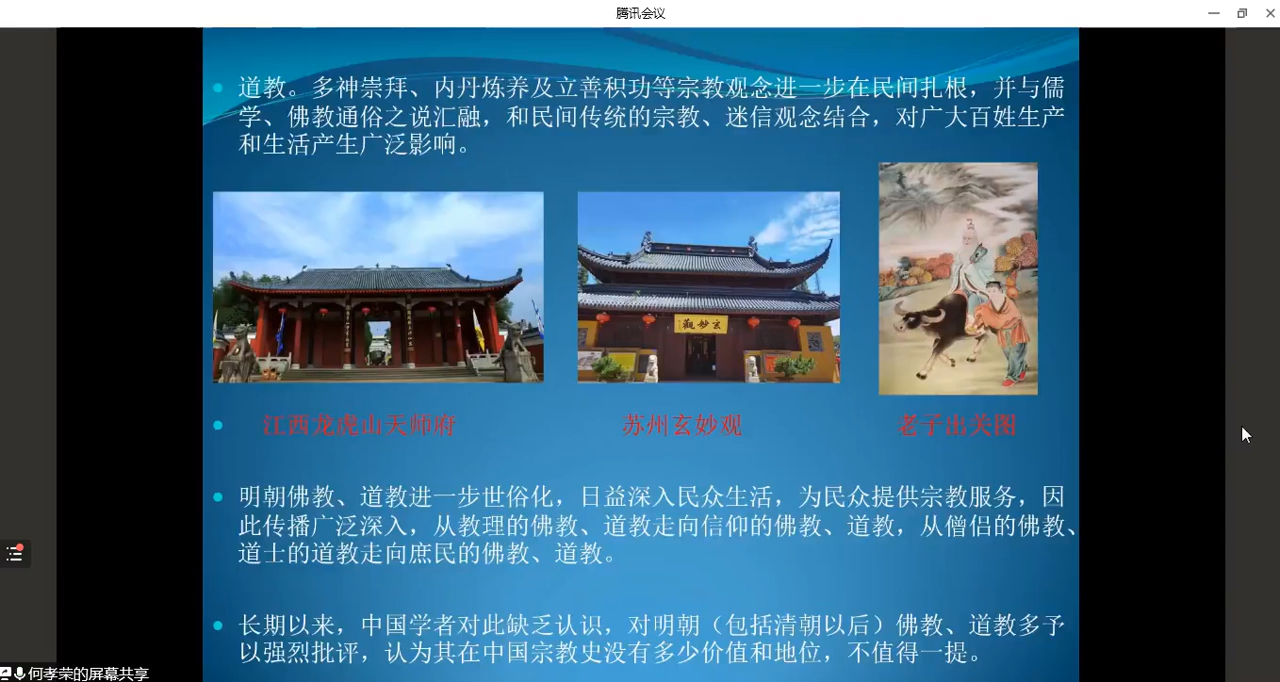 腾讯会议
道教。多神崇拜、内丹炼养及立善积功等宗教观念进一步在民间扎根，并与儒
学、佛教通俗之说汇融，和民间传统的宗教、迷信观念结合，对广大百姓生产
和生活产生广泛影响。
觀妙玄
江西龙虎山天师府
苏州玄妙观
老子出关图
明朝佛教、道教进一步世俗化，日益深入民众生活，为民众提供宗教服务，因
此传播广泛深入，从教理的佛教、道教走向信仰的佛教、道教，从僧侣的佛教、
道士的道教走向庶民的佛教、道教。
长期以来，中国学者对此缺乏认识，对明朝（包括清朝以后）佛教、道教多予
以强烈批评，认为其在中国宗教史没有多少价值和地位，不值得一提。
何孝荣的屏幕共享